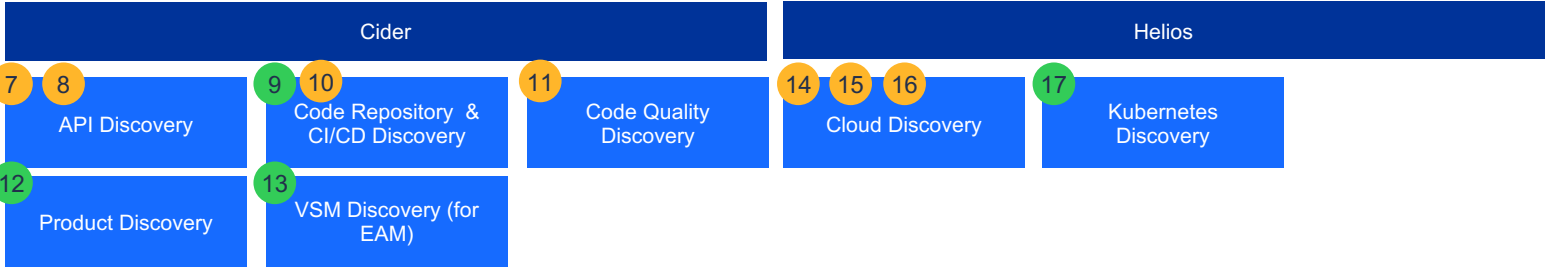 Cider
Helios
7
8
9
10
11
14
15
16
17
API Discovery
Code Repository & 
CI/CD Discovery
Code Quality
Discovery
Cloud Discovery
Kubernetes
Discovery
12
13
Product Discovery
VSM Discovery (for
EAM)